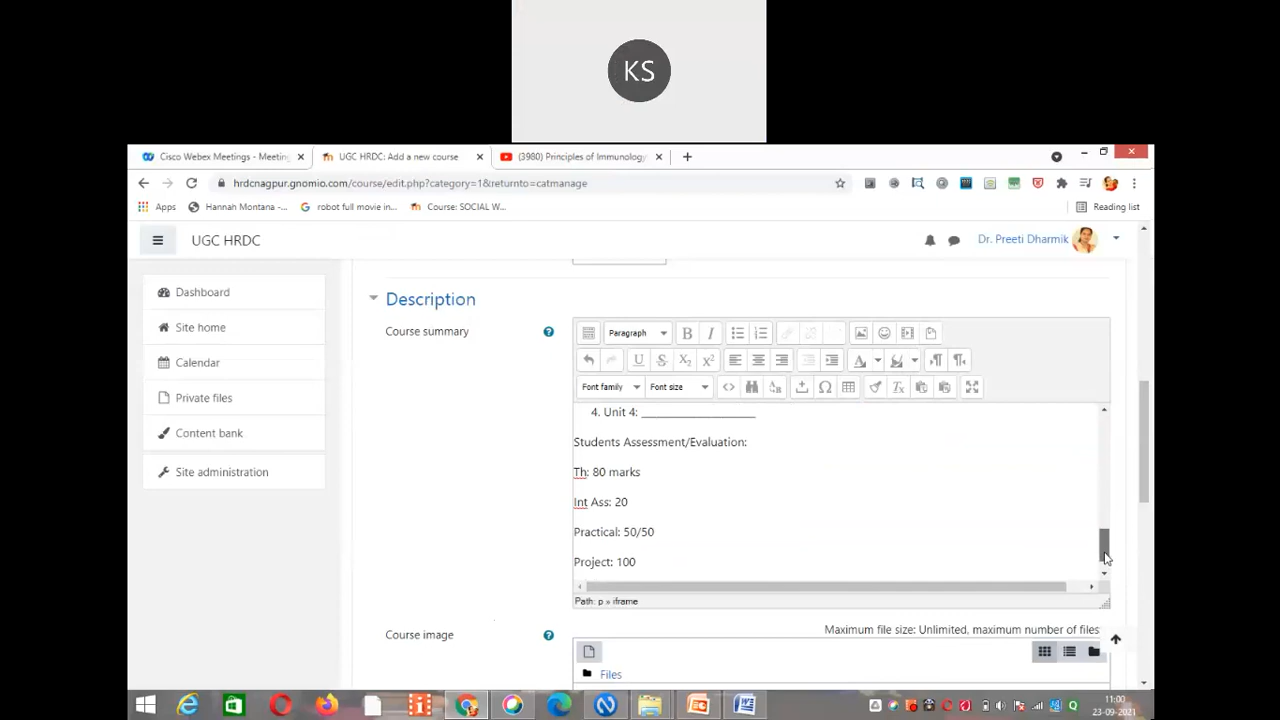 KS
Cisco Webex Meetings - Meeting
UGC HRDC: Add a new course
(3980) Principles of Immunology
hrdcnagpur.gnomio.com/course/edit.php?category=1&returnto=catmanage
Apps
Hannah Montana -...
robot full movie in...
Course: SOCIAL W...
Reading list
UGC HRDC
Dr. Preeti Dharmik
Dashboard
Site home
Calendar
Private files
Content bank
Site administration
Description
Course summary
Paragraph
Font family
Font size
4. Unit 4: ____________________
Students Assessment/Evaluation:
Th: 80 marks
Int Ass: 20
Practical: 50/50
Project: 100
Path: p » iframe
Course image
Maximum file size: Unlimited, maximum number of files:
Files
11:00
23-09-2021